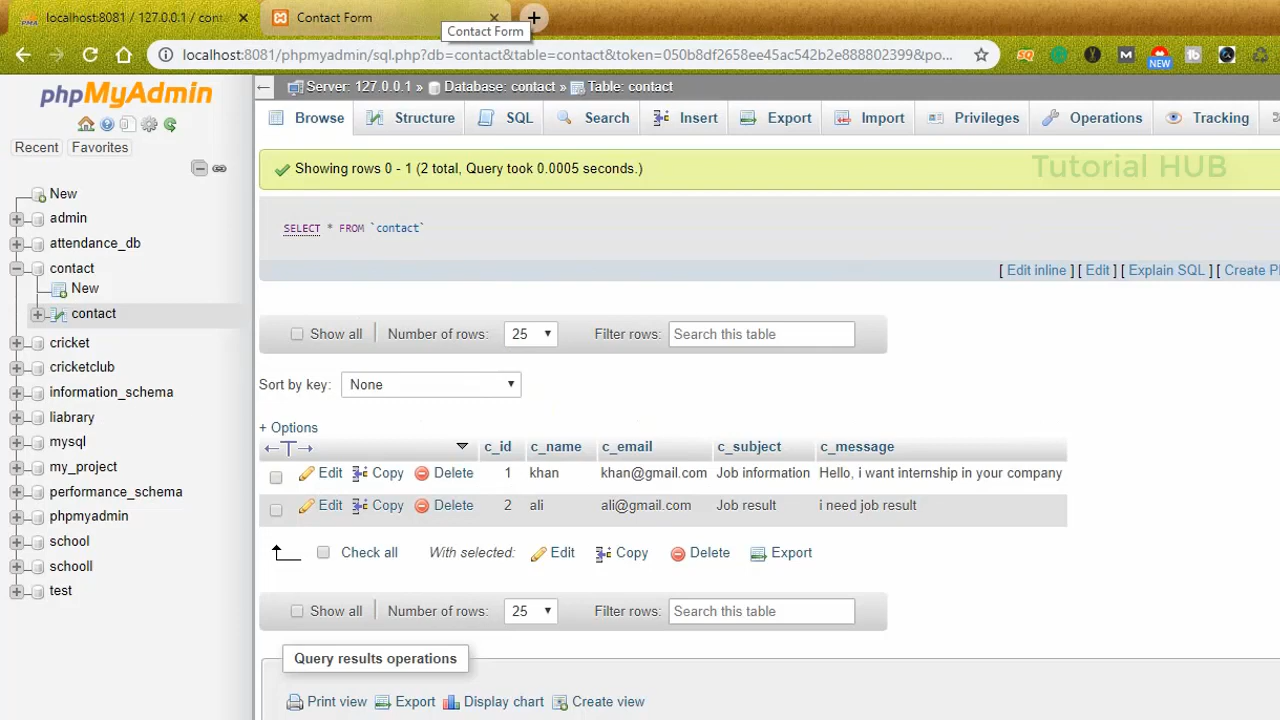 localhost:8081 / 127.0.0.1 / cont
Contact Form
Contact Form
localhost:8081/phpmyadmin/sql.php?db=contact&table=contact&token=050b8df2658ee45ac542b2e888802399&po...
SQ
Y
M
NEW
phpMyAdmin
Server: 127.0.0.1 » Database: contact » Table: contact
Browse Structure SQL Search Insert Export Import Privileges Operations Tracking
Recent Favorites
Showing rows 0 - 1 (2 total, Query took 0.0005 seconds.)
Tutorial HUB
New
admin
attendance_db
contact
New
contact
cricket
cricketclub
information_schema
liabrary
mysql
my_project
performance_schema
phpmyadmin
school
schooll
test
SELECT * FROM `contact`
[ Edit inline ] [ Edit ] [ Explain SQL ] [ Create P
Show all Number of rows: 25 Filter rows: Search this table
Sort by key: None
+ Options
←T→ c_id c_name c_email c_subject c_message
Edit Copy Delete 1 khan khan@gmail.com Job information Hello, i want internship in your company
Edit Copy Delete 2 ali ali@gmail.com Job result i need job result
Check all With selected: Edit Copy Delete Export
Show all Number of rows: 25 Filter rows: Search this table
Query results operations
Print view Export Display chart Create view